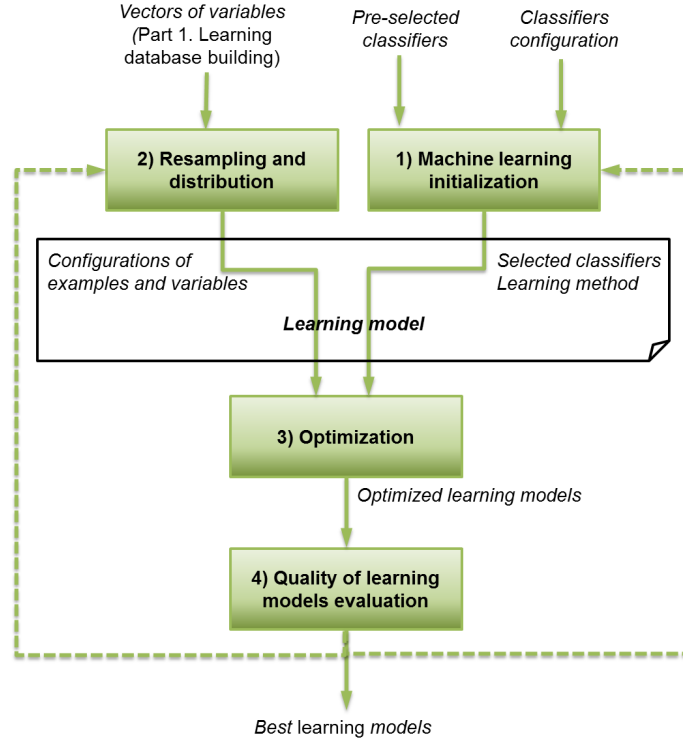 Vectors of variables
(Part 1. Learning
database building)
Pre-selected
classifiers
Classifiers
configuration
2) Resampling and
distribution
1) Machine learning
initialization
Configurations of
examples and variables
Selected classifiers
Learning method
Learning model
3) Optimization
Optimized learning models
4) Quality of learning
models evaluation
Best learning models